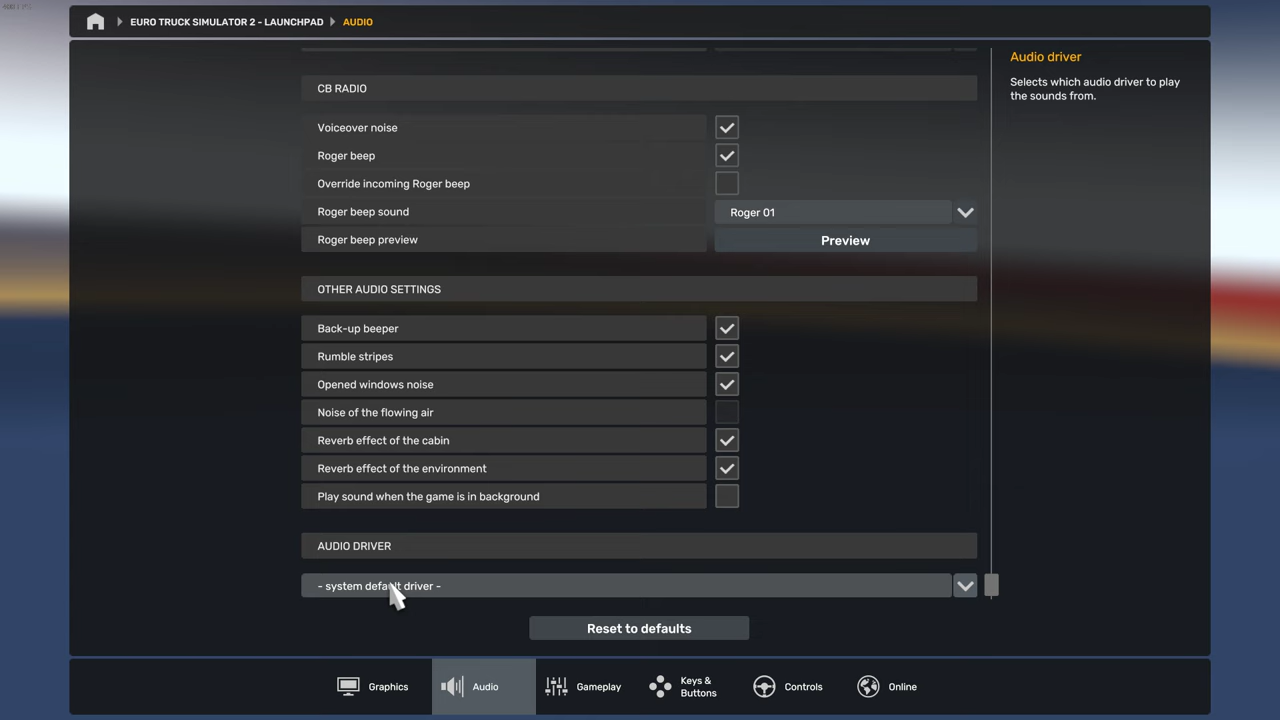 EURO TRUCK SIMULATOR 2 - LAUNCHPAD AUDIO
Audio driver
Selects which audio driver to play
the sounds from.
CB RADIO
Voiceover noise
Roger beep
Override incoming Roger beep
Roger beep sound Roger 01
Roger beep preview Preview
OTHER AUDIO SETTINGS
Back-up beeper
Rumble stripes
Opened windows noise
Noise of the flowing air
Reverb effect of the cabin
Reverb effect of the environment
Play sound when the game is in background
AUDIO DRIVER
- system default driver -
Reset to defaults
Graphics Audio Gameplay Keys &
Buttons Controls Online